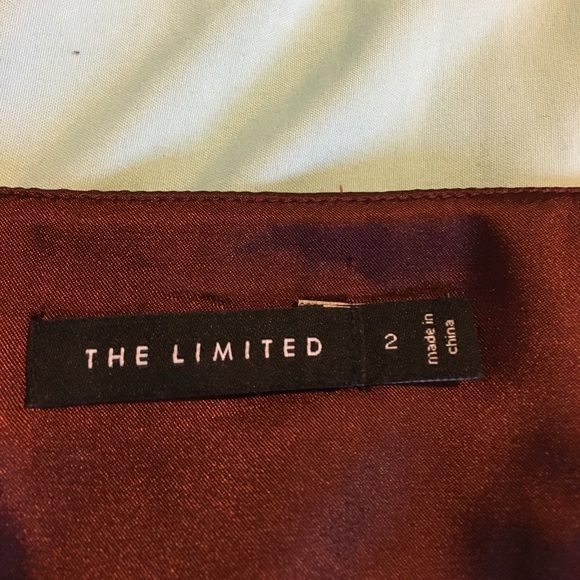 THE LIMITED
2
made in
china